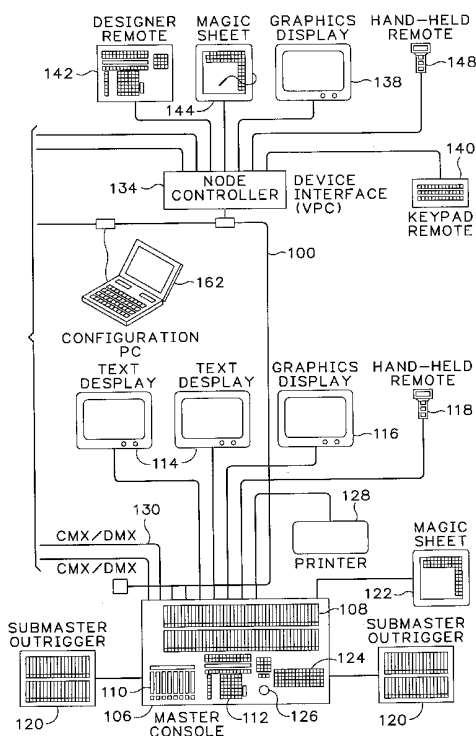 DESIGNER
REMOTE
MAGIC
SHEET
GRAPHICS
DISPLAY
HAND-HELD
REMOTE
142
144
138
148
134
NODE
CONTROLLER
DEVICE
INTERFACE
(VPC)
140
KEYPAD
REMOTE
100
162
CONFIGURATION
PC
TEXT
DESPLAY
TEXT
DESPLAY
GRAPHICS
DISPLAY
HAND-HELD
REMOTE
114
116
118
130
128
CMX/DMX
PRINTER
CMX/DMX
MAGIC
SHEET
122
108
SUBMASTER
OUTRIGGER
SUBMASTER
OUTRIGGER
124
110
106
112
126
120
MASTER
CONSOLE
120